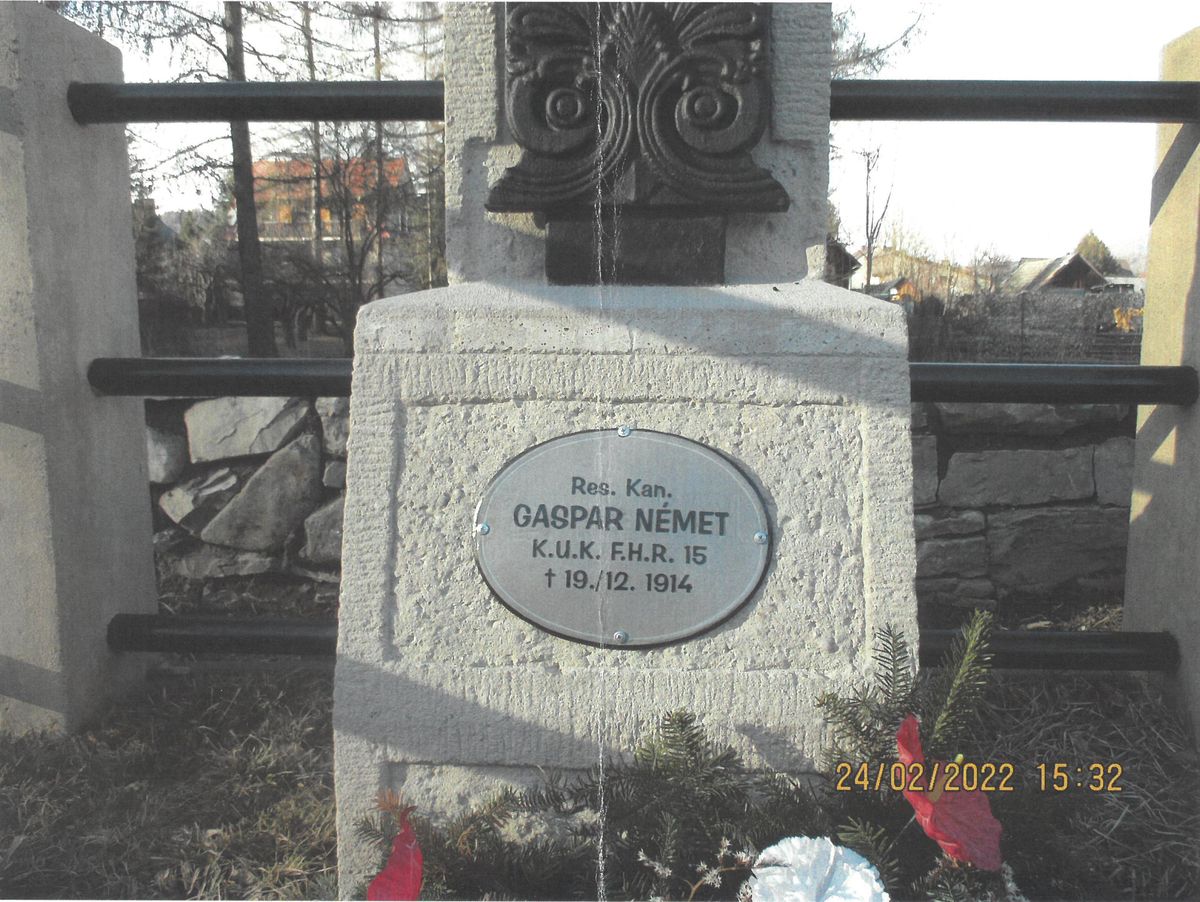 Res. Kan.
GASPAR NÉMET
K.U.K. F.H.R. 15
† 19./12. 1914
24/02/2022 15:32